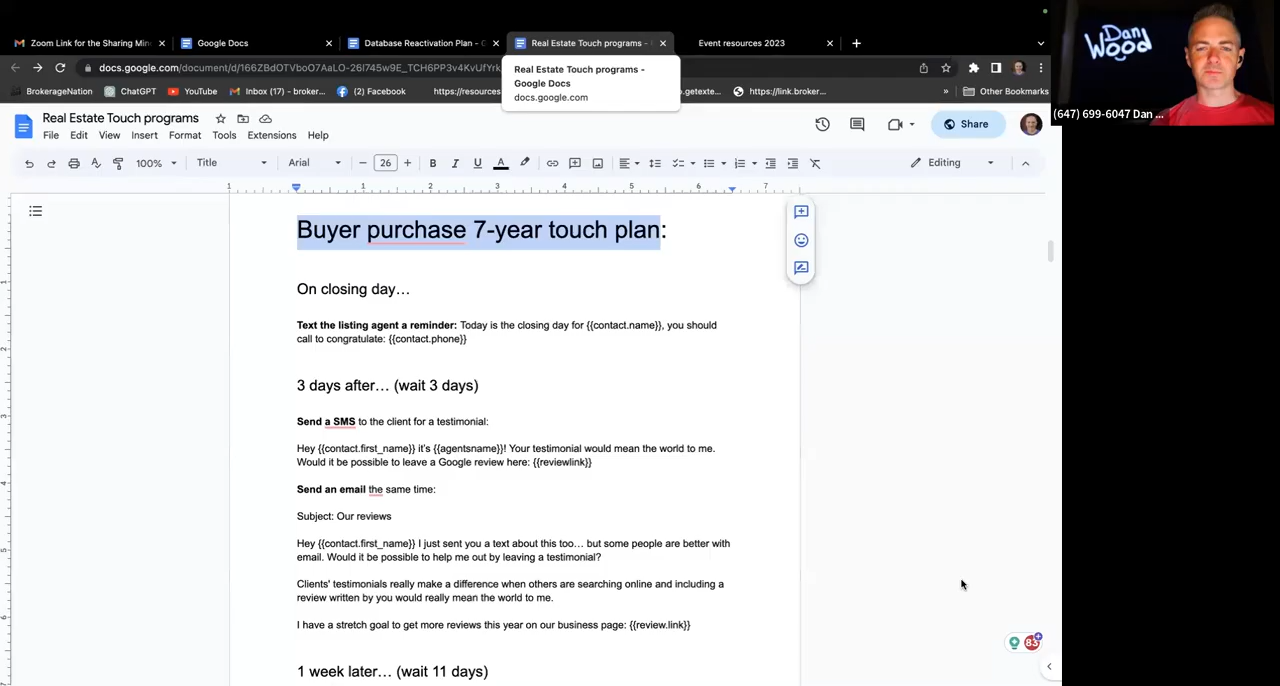 Zoom Link for the Sharing Min
Google Docs
Database Reactivation Plan -
Real Estate Touch programs -
Event resources 2023
docs.google.com/document/d/166ZBdOTVboO7AaLO-26I745w9E_TCH6PP3v4KvUfYrk
Real Estate Touch programs -
Google Docs
docs.google.com
BrokerageNation
ChatGPT
YouTube
Inbox (17) - broker...
(2) Facebook
https://resources
.getexte...
https://link.broker...
»
Other Bookmarks
Dan Wood
(647) 699-6047 Dan ...
Real Estate Touch programs
File Edit View Insert Format Tools Extensions Help
Share
100%
Title
Arial
26
B I U A
Editing
1 1 2 3 4 5 6 7
Buyer purchase 7-year touch plan:
On closing day…
Text the listing agent a reminder: Today is the closing day for {{contact.name}}, you should
call to congratulate: {{contact.phone}}
3 days after… (wait 3 days)
Send a SMS to the client for a testimonial:
Hey {{contact.first_name}} it's {{agentsname}}! Your testimonial would mean the world to me.
Would it be possible to leave a Google review here: {{reviewlink}}
Send an email the same time:
Subject: Our reviews
Hey {{contact.first_name}} I just sent you a text about this too… but some people are better with
email. Would it be possible to help me out by leaving a testimonial?
Clients' testimonials really make a difference when others are searching online and including a
review written by you would really mean the world to me.
I have a stretch goal to get more reviews this year on our business page: {{review.link}}
1 week later… (wait 11 days)